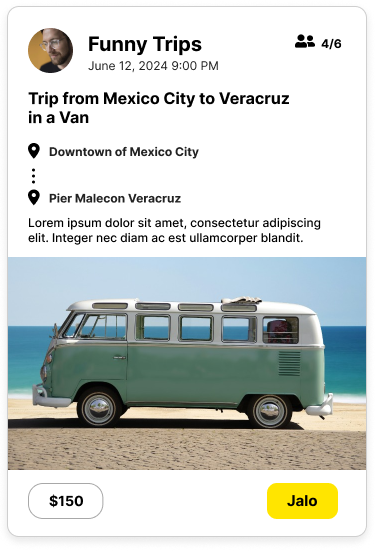 Funny Trips
4/6
June 12, 2024 9:00 PM
Trip from Mexico City to Veracruz
in a Van
Downtown of Mexico City
Pier Malecon Veracruz
Lorem ipsum dolor sit amet, consectetur adipiscing
elit. Integer nec diam ac est ullamcorper blandit.
$150
Jalo